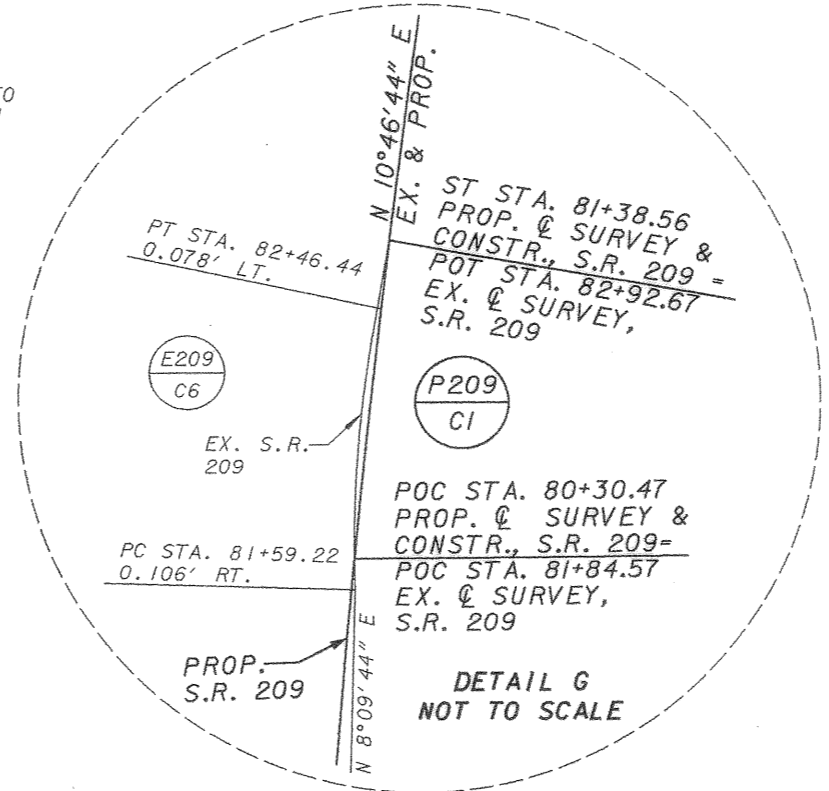 TO
N 10°46'44" E
EX. & PROP.
ST STA. 81+38.56
PROP. ℄ SURVEY &
CONSTR., S.R. 209 =
POT STA. 82+92.67
EX. ℄ SURVEY,
S.R. 209
PT STA. 82+46.44
0.078' LT.
E209
C6
P209
C1
EX. S.R.
209
POC STA. 80+30.47
PROP. ℄ SURVEY &
CONSTR., S.R. 209=
POC STA. 81+84.57
EX. ℄ SURVEY,
S.R. 209
PC STA. 81+59.22
0.106' RT.
PROP.
S.R. 209
N 8°09'44" E
DETAIL G
NOT TO SCALE